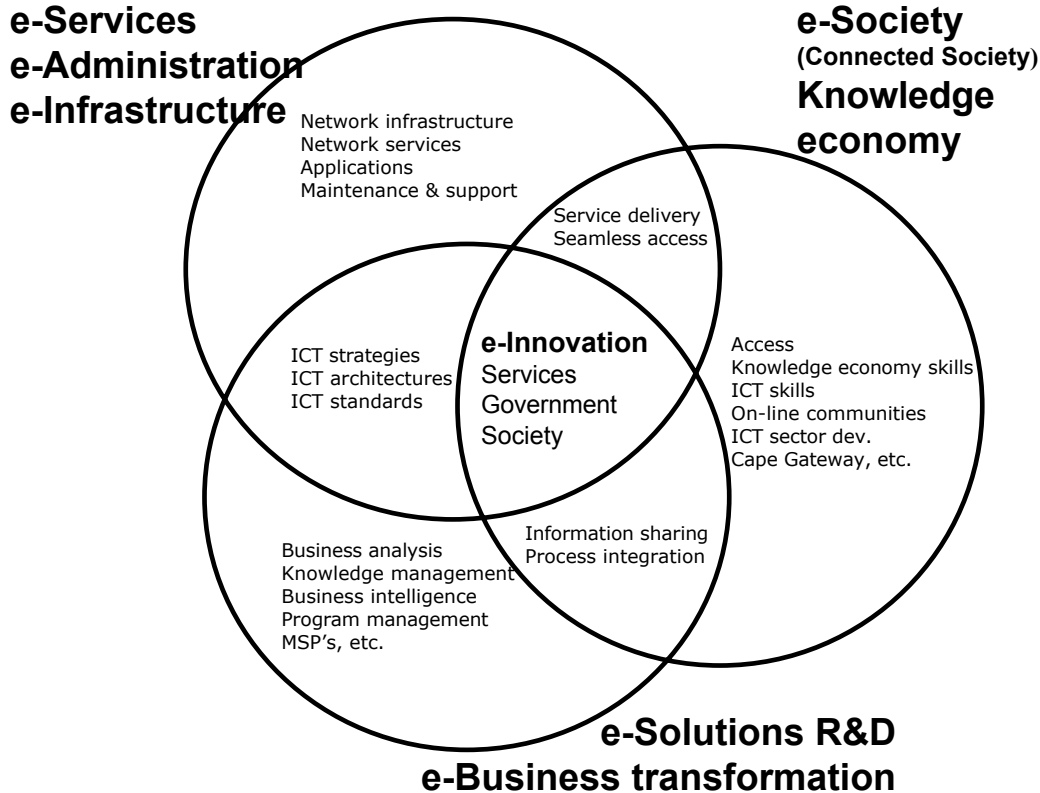 e-Services
e-Administration
e-Infrastructure
e-Society
(Connected Society)
Knowledge
economy
Network infrastructure
Network services
Applications
Maintenance & support
Service delivery
Seamless access
ICT strategies
ICT architectures
ICT standards
e-Innovation
Services
Government
Society
Access
Knowledge economy skills
ICT skills
On-line communities
ICT sector dev.
Cape Gateway, etc.
Information sharing
Process integration
Business analysis
Knowledge management
Business intelligence
Program management
MSP's, etc.
e-Solutions R&D
e-Business transformation